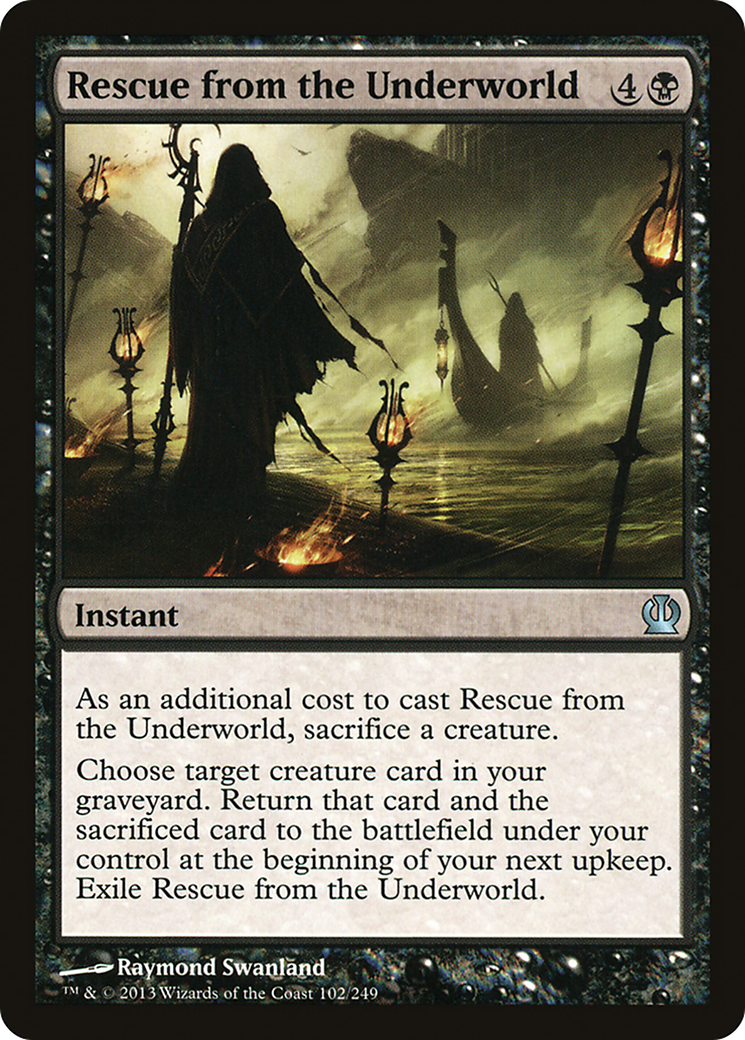 Rescue from the Underworld 4
Instant
As an additional cost to cast Rescue from
the Underworld, sacrifice a creature.
Choose target creature card in your
graveyard. Return that card and the
sacrificed card to the battlefield under your
control at the beginning of your next upkeep.
Exile Rescue from the Underworld.
Raymond Swanland
™ & © 2013 Wizards of the Coast 102/249